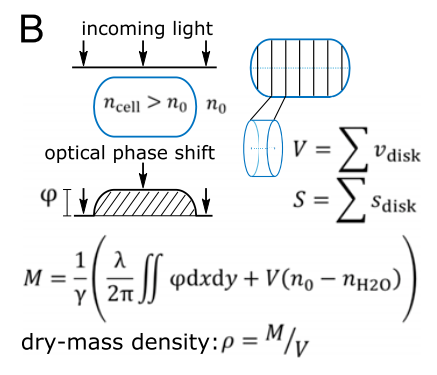 B
incoming light
n_cell > n_0
n_0
optical phase shift
φ
V = ∑ v_disk
S = ∑ s_disk
M = 1/γ ( λ/2π ∬ φdxdy + V(n_0 − n_H2O) )
dry-mass density: ρ = M/V